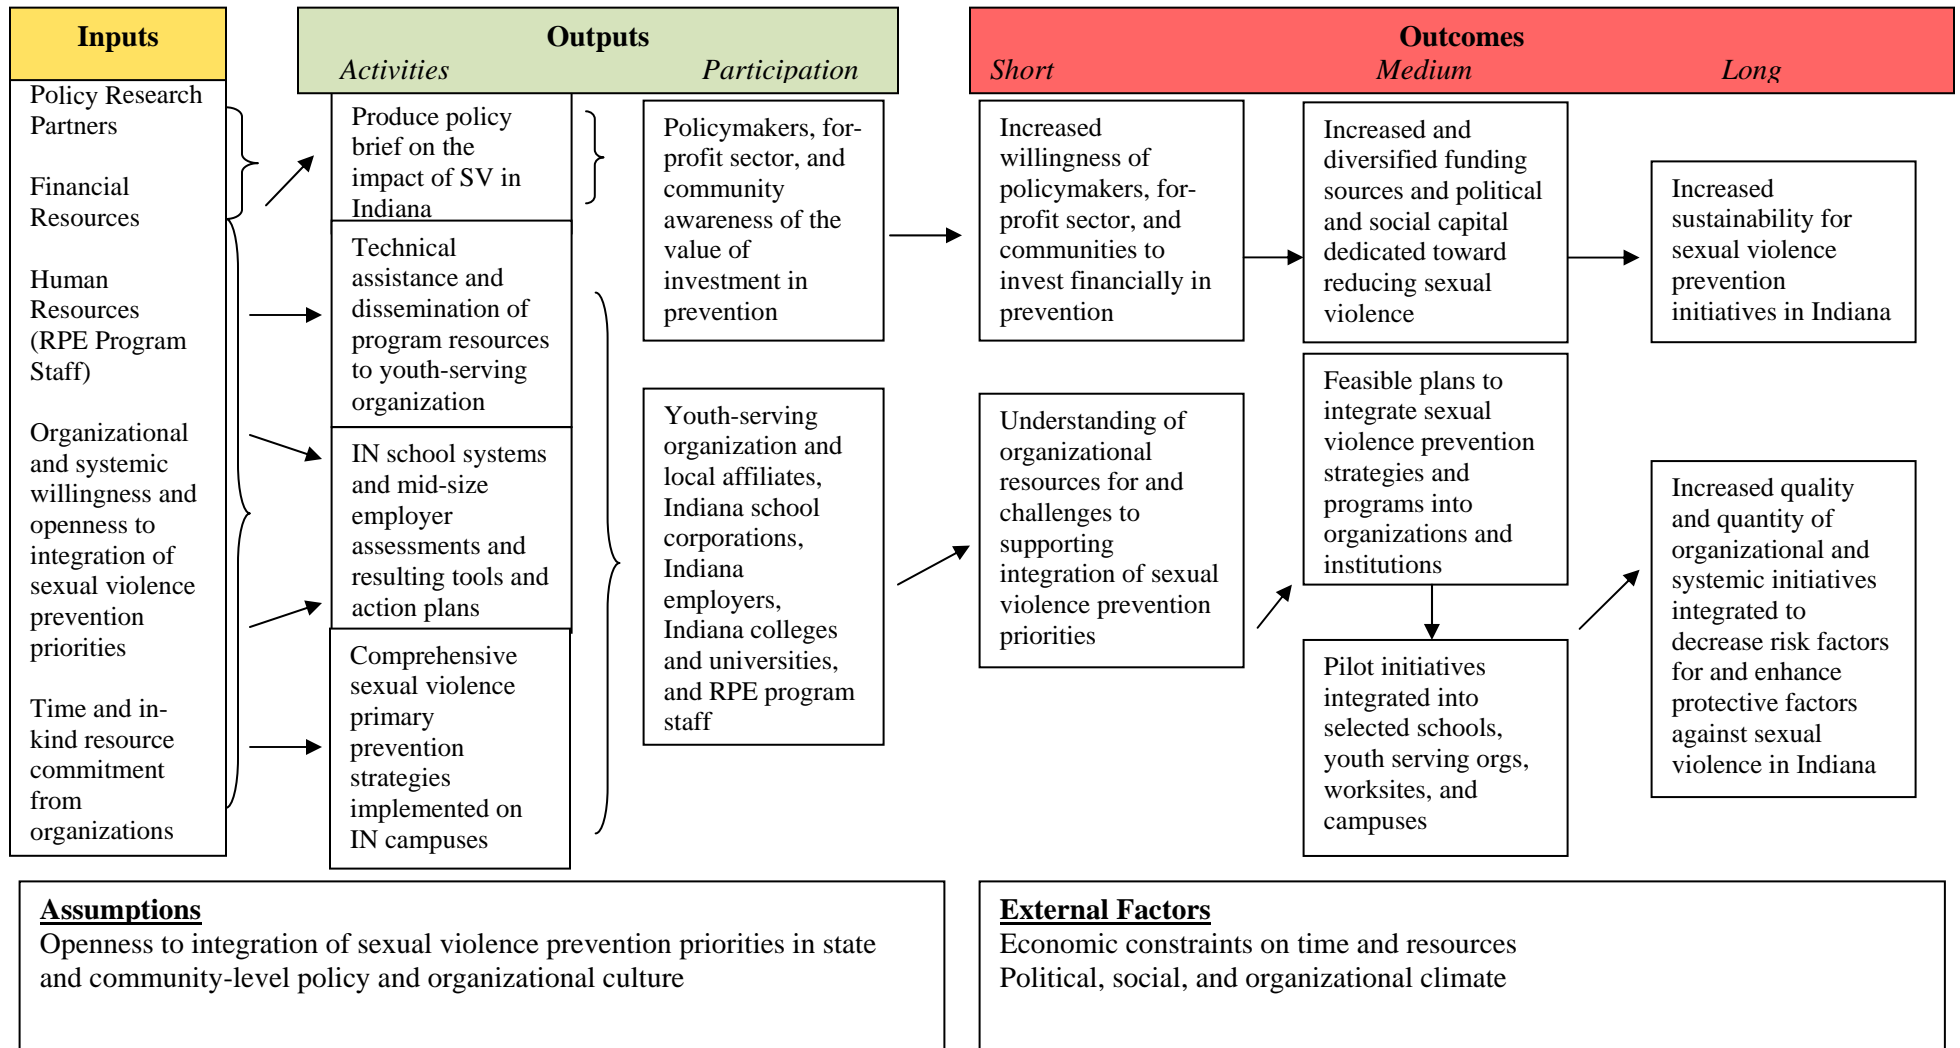 Inputs
Policy Research
Partners
Financial
Resources
Human
Resources
(RPE Program
Staff)
Organizational
and systemic
willingness and
openness to
integration of
sexual violence
prevention
priorities
Time and in-
kind resource
commitment
from
organizations
Outputs
Activities
Participation
Produce policy
brief on the
impact of SV in
Indiana
Technical
assistance and
dissemination of
program resources
to youth-serving
organization
IN school systems
and mid-size
employer
assessments and
resulting tools and
action plans
Comprehensive
sexual violence
primary
prevention
strategies
implemented on
IN campuses
Policymakers, for-
profit sector, and
community
awareness of the
value of
investment in
prevention
Youth-serving
organization and
local affiliates,
Indiana school
corporations,
Indiana
employers,
Indiana colleges
and universities,
and RPE program
staff
Outcomes
Short
Medium
Long
Increased
willingness of
policymakers, for-
profit sector, and
communities to
invest financially in
prevention
Understanding of
organizational
resources for and
challenges to
supporting
integration of sexual
violence prevention
priorities
Increased and
diversified funding
sources and political
and social capital
dedicated toward
reducing sexual
violence
Feasible plans to
integrate sexual
violence prevention
strategies and
programs into
organizations and
institutions
Pilot initiatives
integrated into
selected schools,
youth serving orgs,
worksites, and
campuses
Increased
sustainability for
sexual violence
prevention
initiatives in Indiana
Increased quality
and quantity of
organizational and
systemic initiatives
integrated to
decrease risk factors
for and enhance
protective factors
against sexual
violence in Indiana
Assumptions
Openness to integration of sexual violence prevention priorities in state
and community-level policy and organizational culture
External Factors
Economic constraints on time and resources
Political, social, and organizational climate